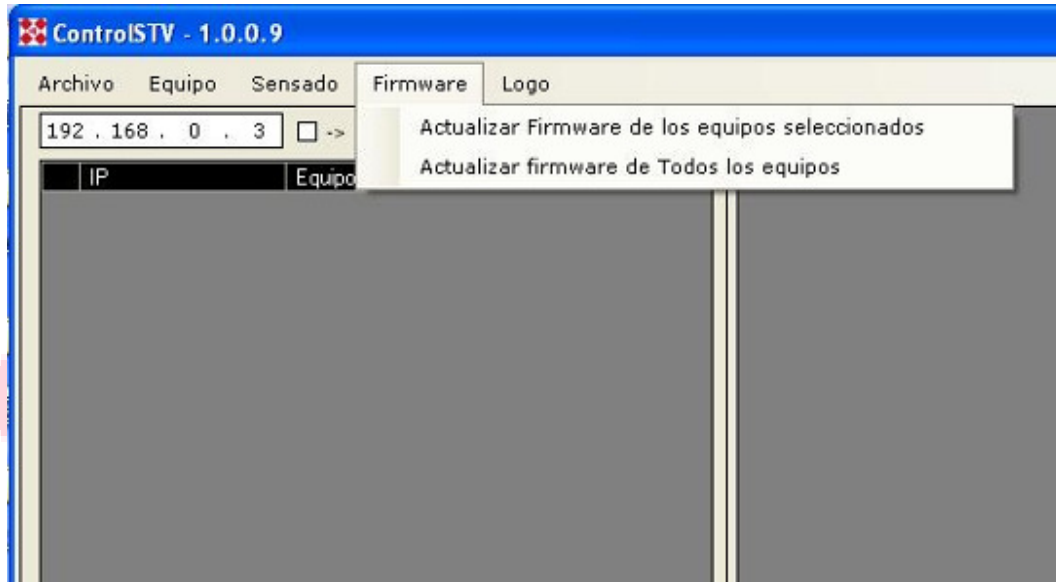 ControlSTV - 1.0.0.9
Archivo Equipo Sensado Firmware Logo
192 . 168 . 0 . 3 ->
Actualizar Firmware de los equipos seleccionados
Actualizar firmware de Todos los equipos
IP Equipo